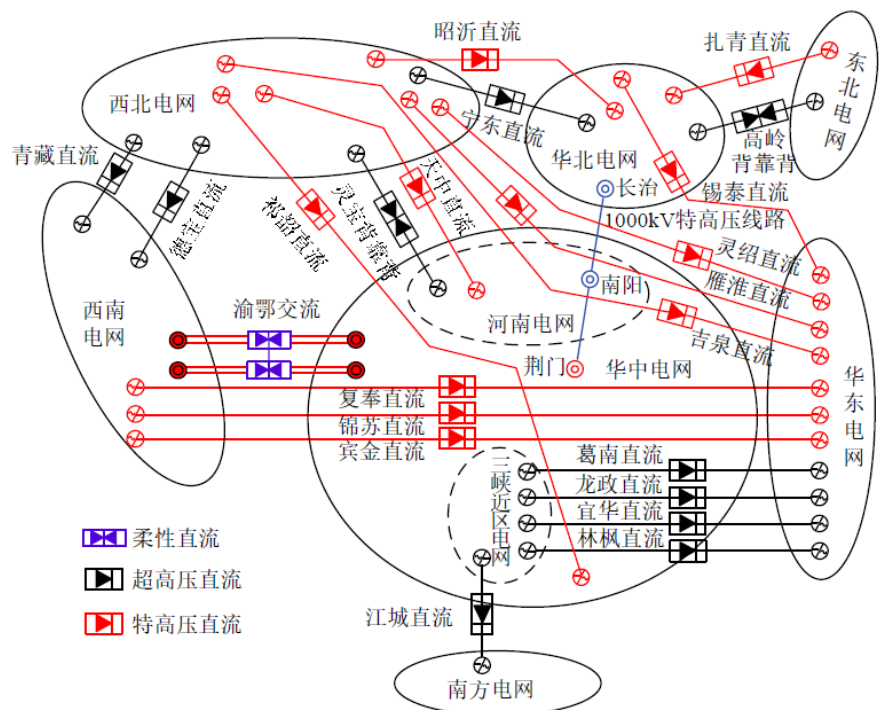 昭沂直流
扎青直流
东北电网
西北电网
宁东直流
华北电网
高岭
背靠背
青藏直流
德宝直流
祁韶直流
灵宝背靠背
天中直流
长治
锡泰直流
1000kV特高压线路
灵绍直流
雁淮直流
吉泉直流
西南
电网
渝鄂交流
南阳
河南电网
荆门
华中电网
华东电网
复奉直流
锦苏直流
宾金直流
三峡近区电网
葛南直流
龙政直流
宜华直流
林枫直流
柔性直流
超高压直流
特高压直流
江城直流
南方电网